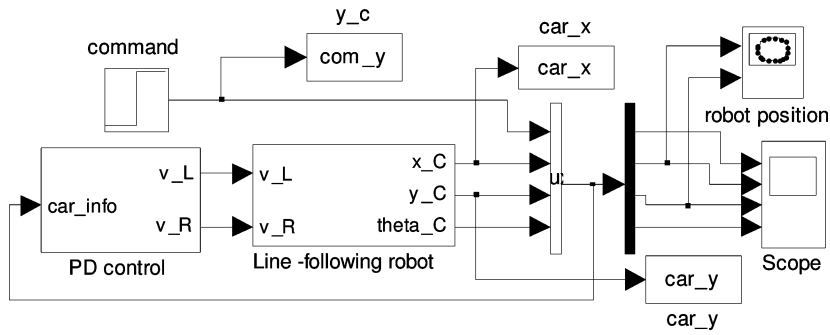 y_c
command
com_y
car_x
car_x
robot position
v_L
v_R
car_info
PD control
v_L
v_R
x_C
y_C
theta_C
Line -following robot
u:
Scope
car_y
car_y